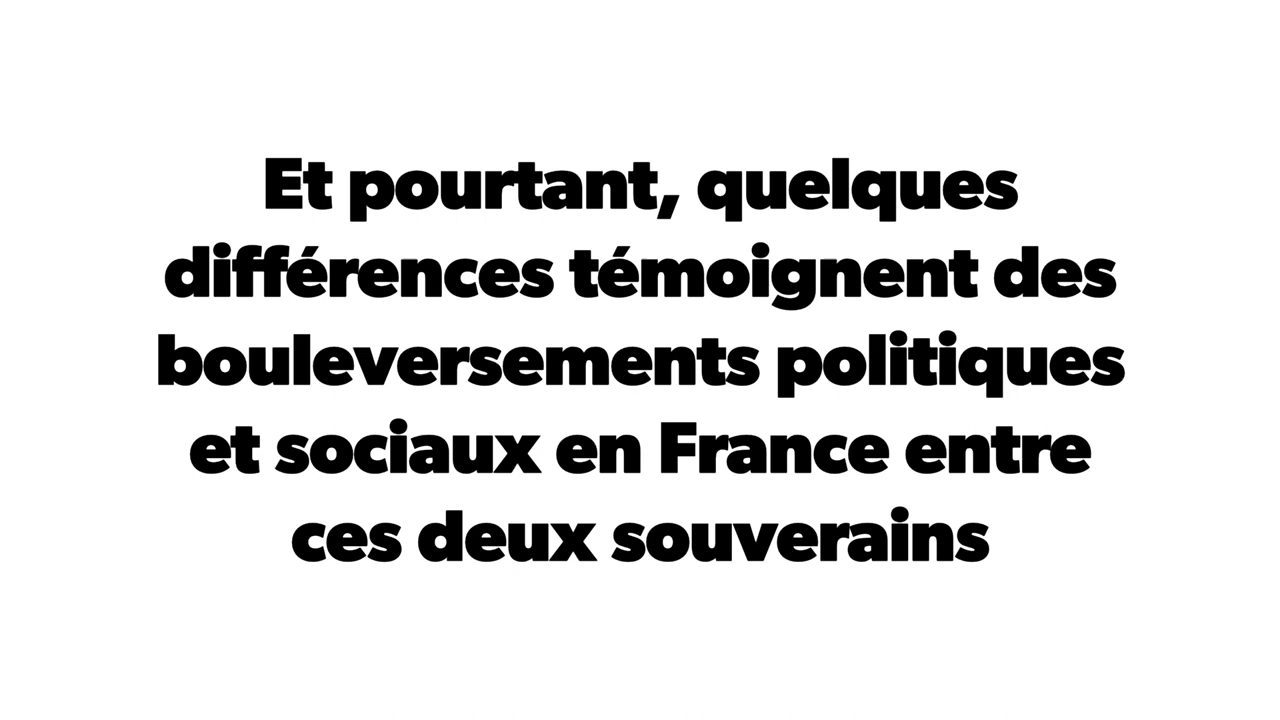 Et pourtant, quelques
différences témoignent des
bouleversements politiques
et sociaux en France entre
ces deux souverains